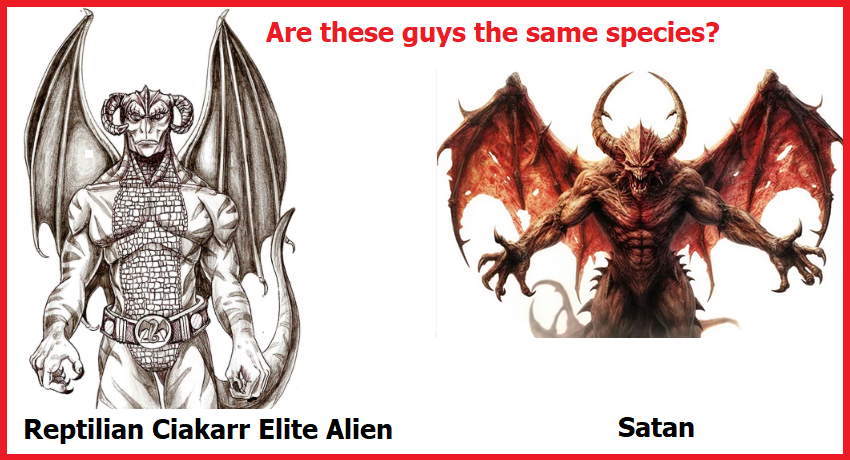 Are these guys the same species?
Reptilian Ciakarr Elite Alien
Satan